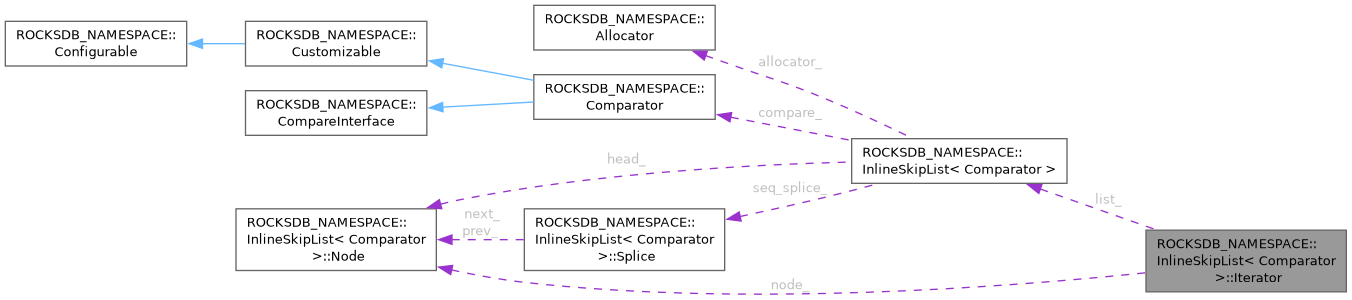 ROCKSDB_NAMESPACE::
Configurable
ROCKSDB_NAMESPACE::
Customizable
ROCKSDB_NAMESPACE::
CompareInterface
ROCKSDB_NAMESPACE::
Allocator
ROCKSDB_NAMESPACE::
Comparator
allocator_
compare_
ROCKSDB_NAMESPACE::
InlineSkipList< Comparator >
head_
seq_splice_
list_
ROCKSDB_NAMESPACE::
InlineSkipList< Comparator
>::Node
next_
prev_
ROCKSDB_NAMESPACE::
InlineSkipList< Comparator
>::Splice
node_
ROCKSDB_NAMESPACE::
InlineSkipList< Comparator
>::Iterator